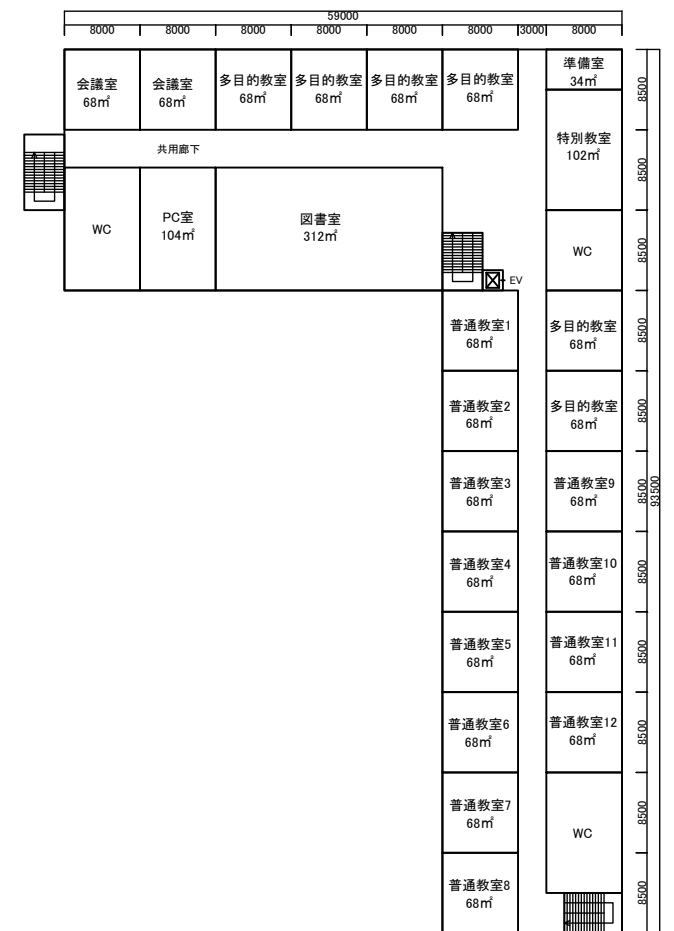 59000
8000 8000 8000 8000 8000 8000 3000 8000
会議室
68㎡
会議室
68㎡
多目的教室
68㎡
多目的教室
68㎡
多目的教室
68㎡
多目的教室
68㎡
準備室
34㎡
8500
共用廊下
特別教室
102㎡
8500
WC
PC室
104㎡
図書室
312㎡
WC
8500
EV
普通教室1
68㎡
多目的教室
68㎡
8500
普通教室2
68㎡
多目的教室
68㎡
8500
普通教室3
68㎡
普通教室9
68㎡
8500
93500
普通教室4
68㎡
普通教室10
68㎡
8500
普通教室5
68㎡
普通教室11
68㎡
8500
普通教室6
68㎡
普通教室12
68㎡
8500
普通教室7
68㎡
WC
8500
普通教室8
68㎡
8500